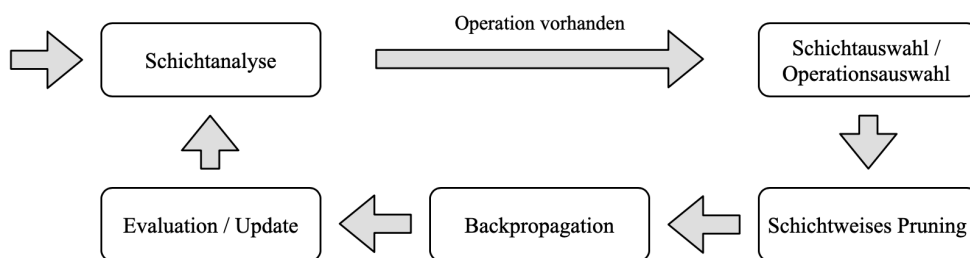 Operation vorhanden
Schichtanalyse
Schichtauswahl /
Operationsauswahl
Evaluation / Update
Backpropagation
Schichtweises Pruning